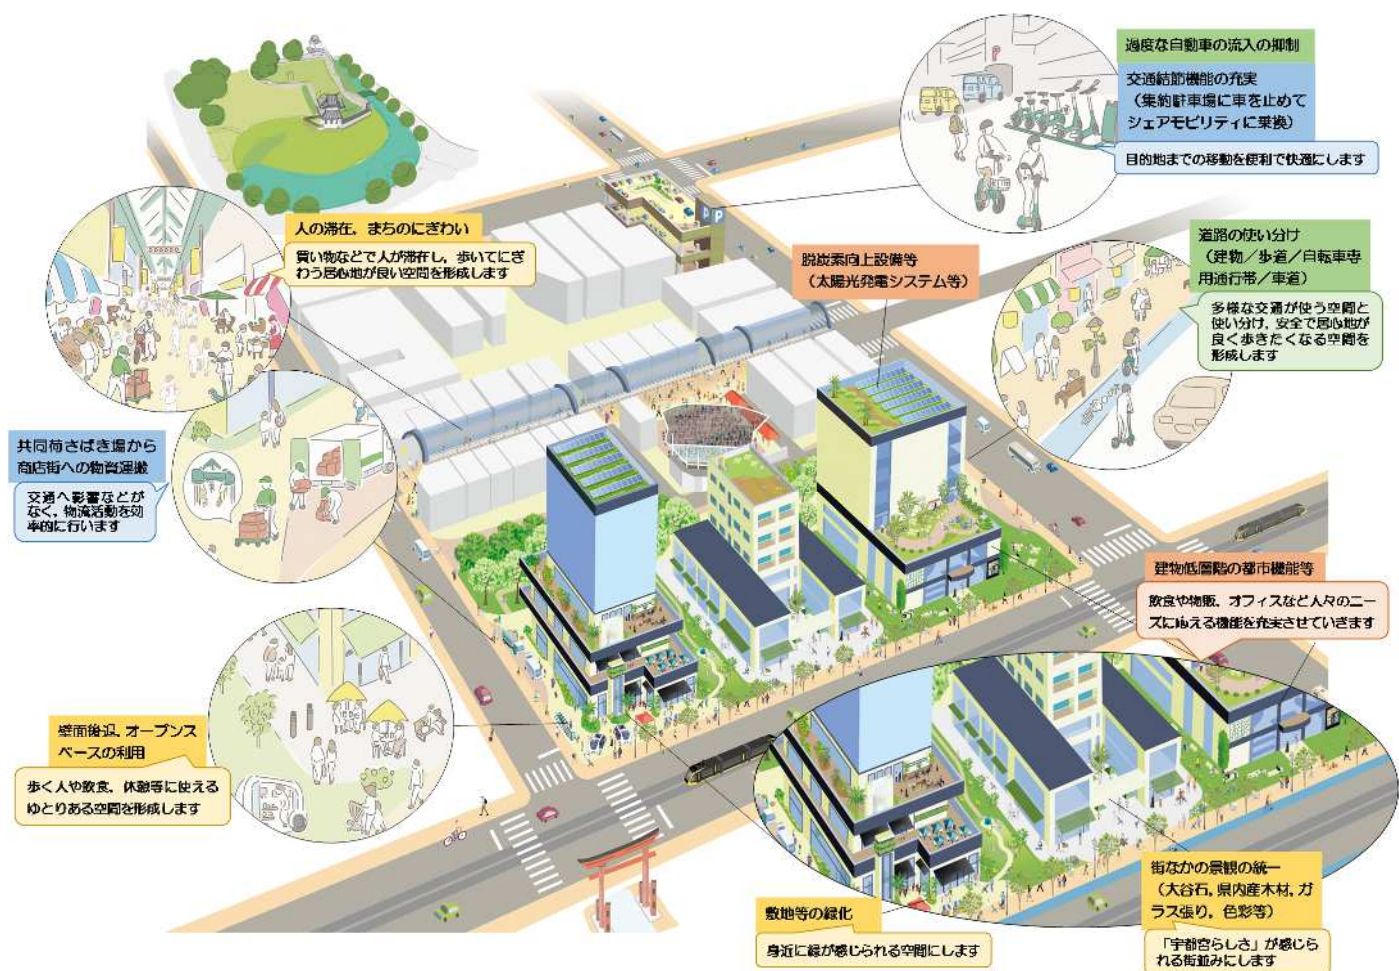 過度な自動車の流入の抑制
交通結節機能の充実
（集約駐車場に車を止めて
シェアモビリティに乗換）
目的地までの移動を便利で快適にします
人の滞在、まちのにぎわい
買い物などで人が滞在し、歩いてにぎ
わう居心地が良い空間を形成します
脱炭素向上設備等
（太陽光発電システム等）
道路の使い分け
（建物／歩道／自転車専
用通行帯／車道）
多様な交通が使う空間と
使い分け、安全で居心地が
良く歩きたくなる空間を
形成します
共同荷さばき場から
商店街への物資運搬
交通へ影響などが
なく、物流活動を効
率的に行います
建物低層階の都市機能等
飲食や物販、オフィスなど人々のニー
ズに応える機能を充実させていきます
壁面後退、オープンス
ペースの利用
歩く人や飲食、休憩等に使える
ゆとりある空間を形成します
敷地等の緑化
身近に緑が感じられる空間にします
街なかの景観の統一
（大谷石、県内産木材、ガ
ラス張り、色彩等）
「宇都宮らしさ」が感じら
れる街並みにします
P P